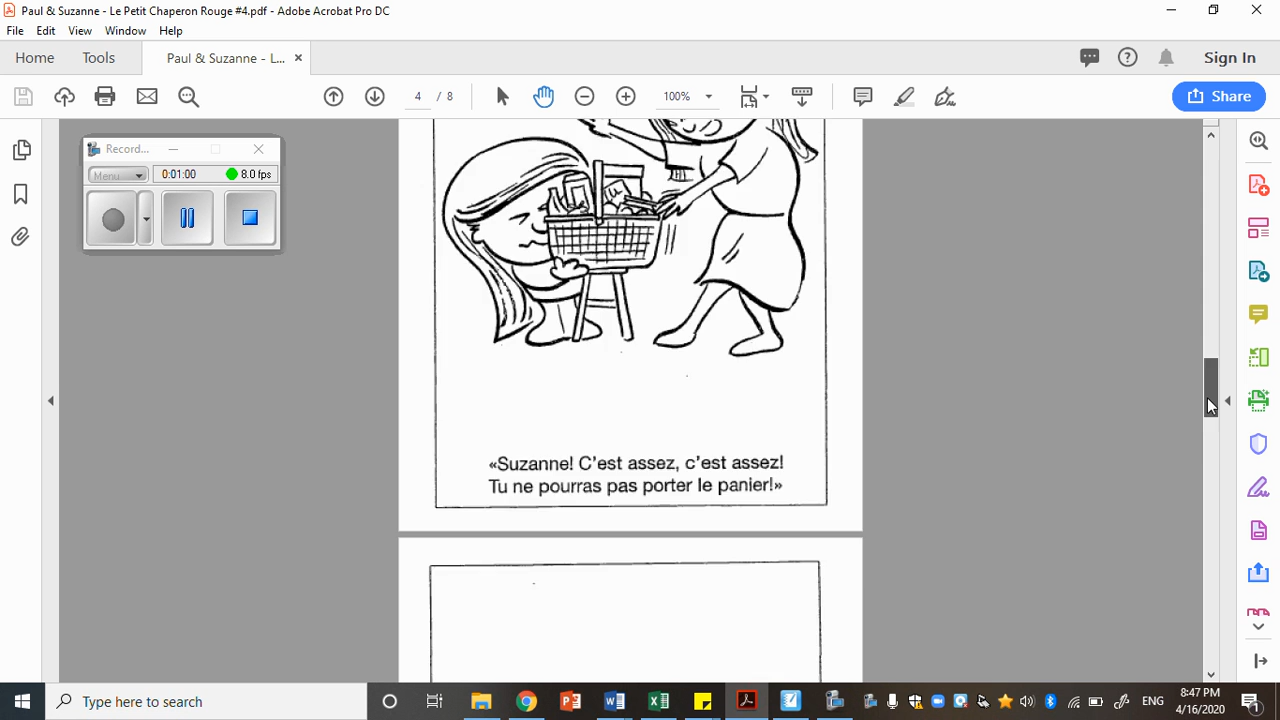 Paul & Suzanne - Le Petit Chaperon Rouge #4.pdf - Adobe Acrobat Pro DC
File Edit View Window Help
Home Tools Paul & Suzanne - L... × Sign In
4 / 8 100% Share
Record...
Menu 0:01:00 8.0 fps
«Suzanne! C'est assez, c'est assez!
Tu ne pourras pas porter le panier!»
Type here to search
ENG
8:47 PM
4/16/2020